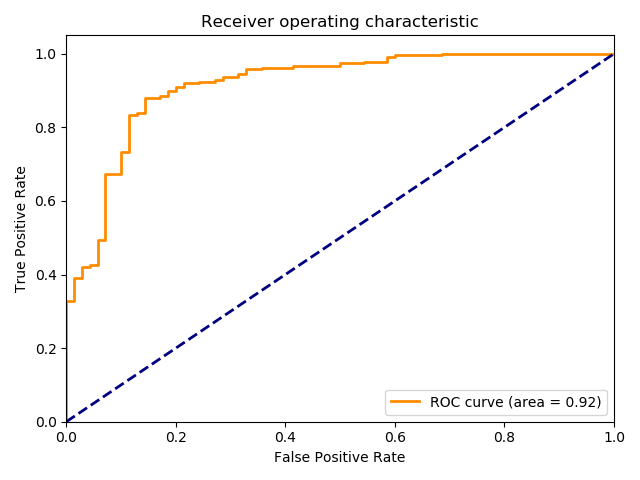 Receiver operating characteristic
1.0
0.8
0.6
0.4
0.2
0.0
True Positive Rate
ROC curve (area = 0.92)
0.0 0.2 0.4 0.6 0.8 1.0
False Positive Rate